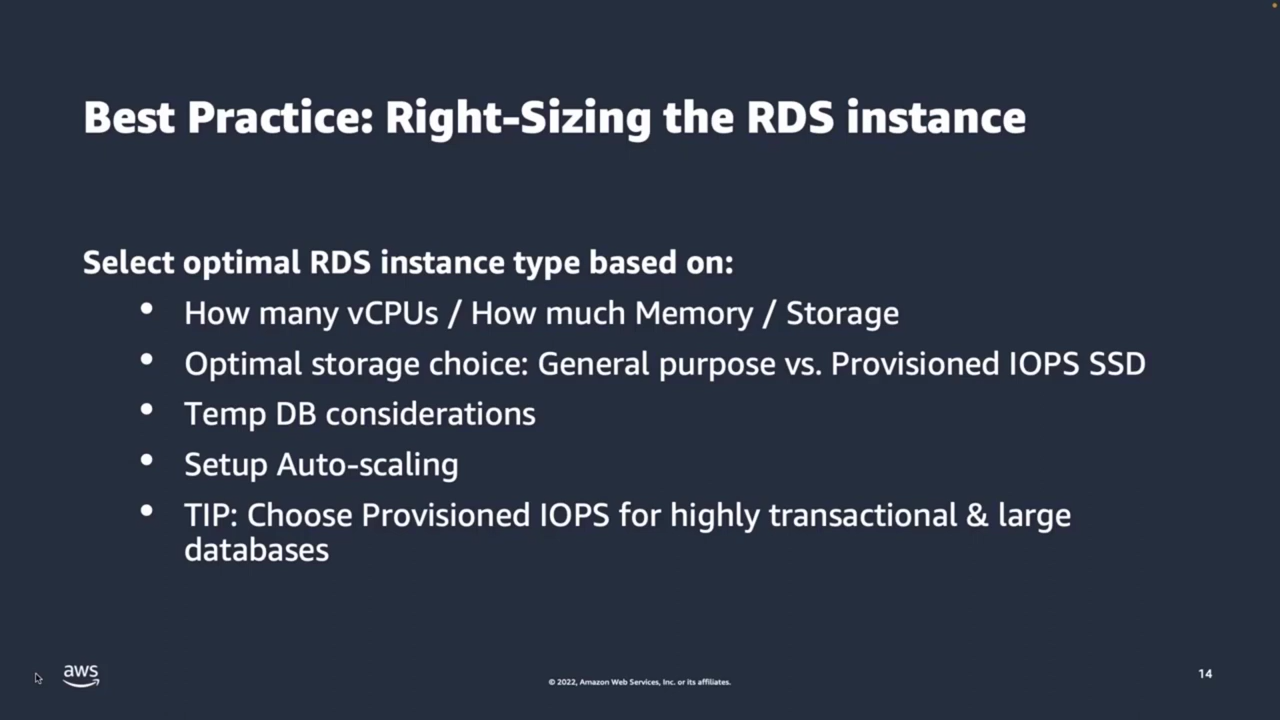 Best Practice: Right-Sizing the RDS instance
Select optimal RDS instance type based on:
• How many vCPUs / How much Memory / Storage
• Optimal storage choice: General purpose vs. Provisioned IOPS SSD
• Temp DB considerations
• Setup Auto-scaling
• TIP: Choose Provisioned IOPS for highly transactional & large
databases
aws
© 2022, Amazon Web Services, Inc. or its affiliates.
14